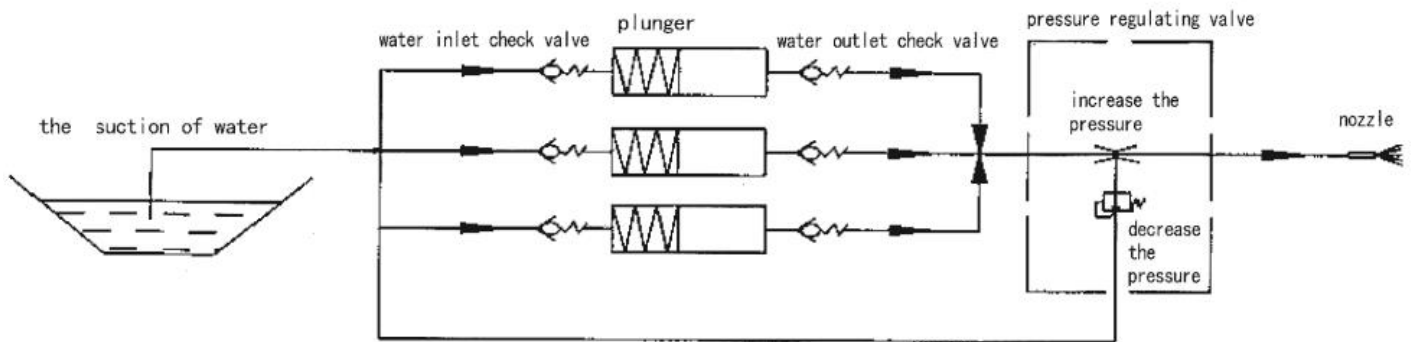 plunger
pressure regulating valve
water inlet check valve
water outlet check valve
the suction of water
increase the
pressure
nozzle
decrease
the
pressure